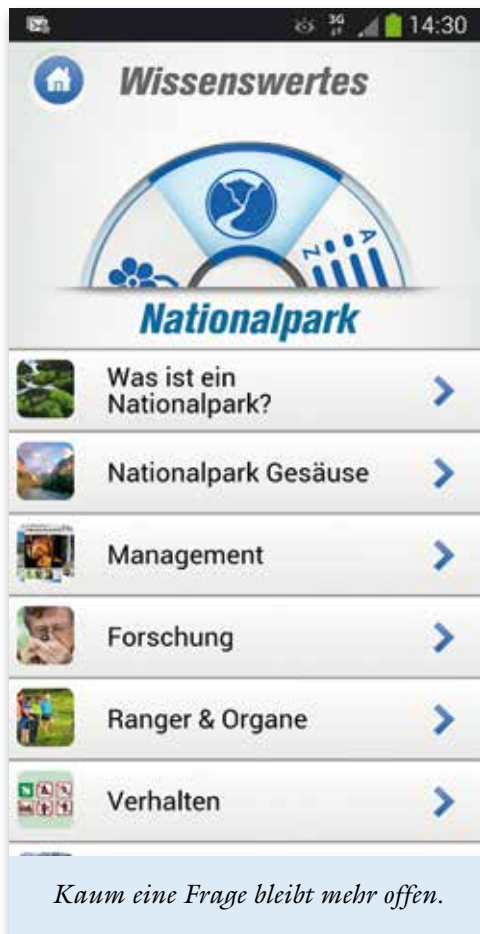 3G 14:30
Wissenswertes
Z A
Nationalpark
Was ist ein
Nationalpark?
Nationalpark Gesäuse
Management
Forschung
Ranger & Organe
Verhalten
Kaum eine Frage bleibt mehr offen.